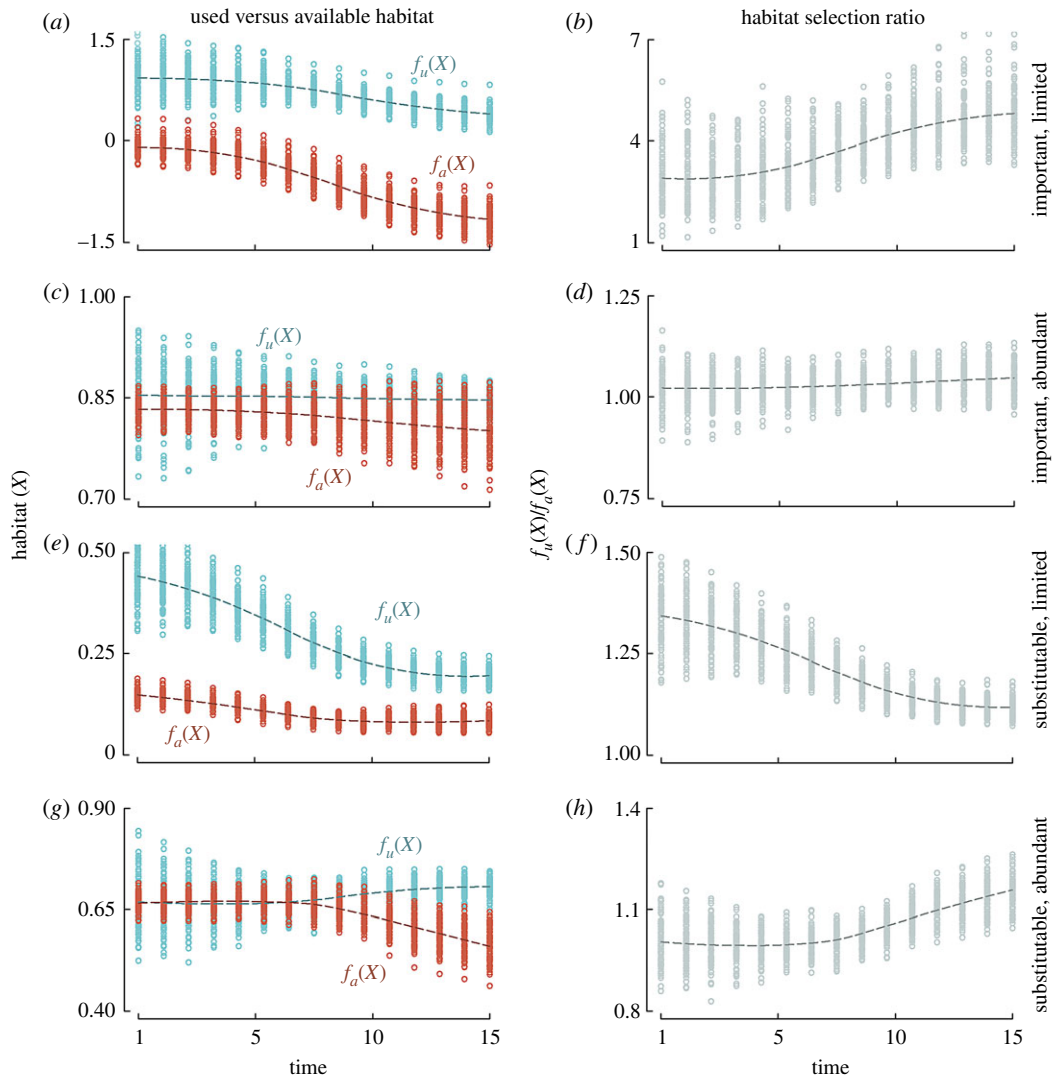 used versus available habitat
habitat selection ratio
(a)
1.5
0
−1.5
fu(X)
fa(X)
(b)
7
4
1
important, limited
(c)
1.00
0.85
0.70
fu(X)
fa(X)
(d)
1.25
1.00
0.75
important, abundant
habitat (X)
fu(X)/fa(X)
(e)
0.50
0.25
0
fu(X)
fa(X)
(f)
1.50
1.25
1.00
substitutable, limited
(g)
0.90
0.65
0.40
fu(X)
fa(X)
1 5 10 15
time
(h)
1.4
1.1
0.8
1 5 10 15
time
substitutable, abundant